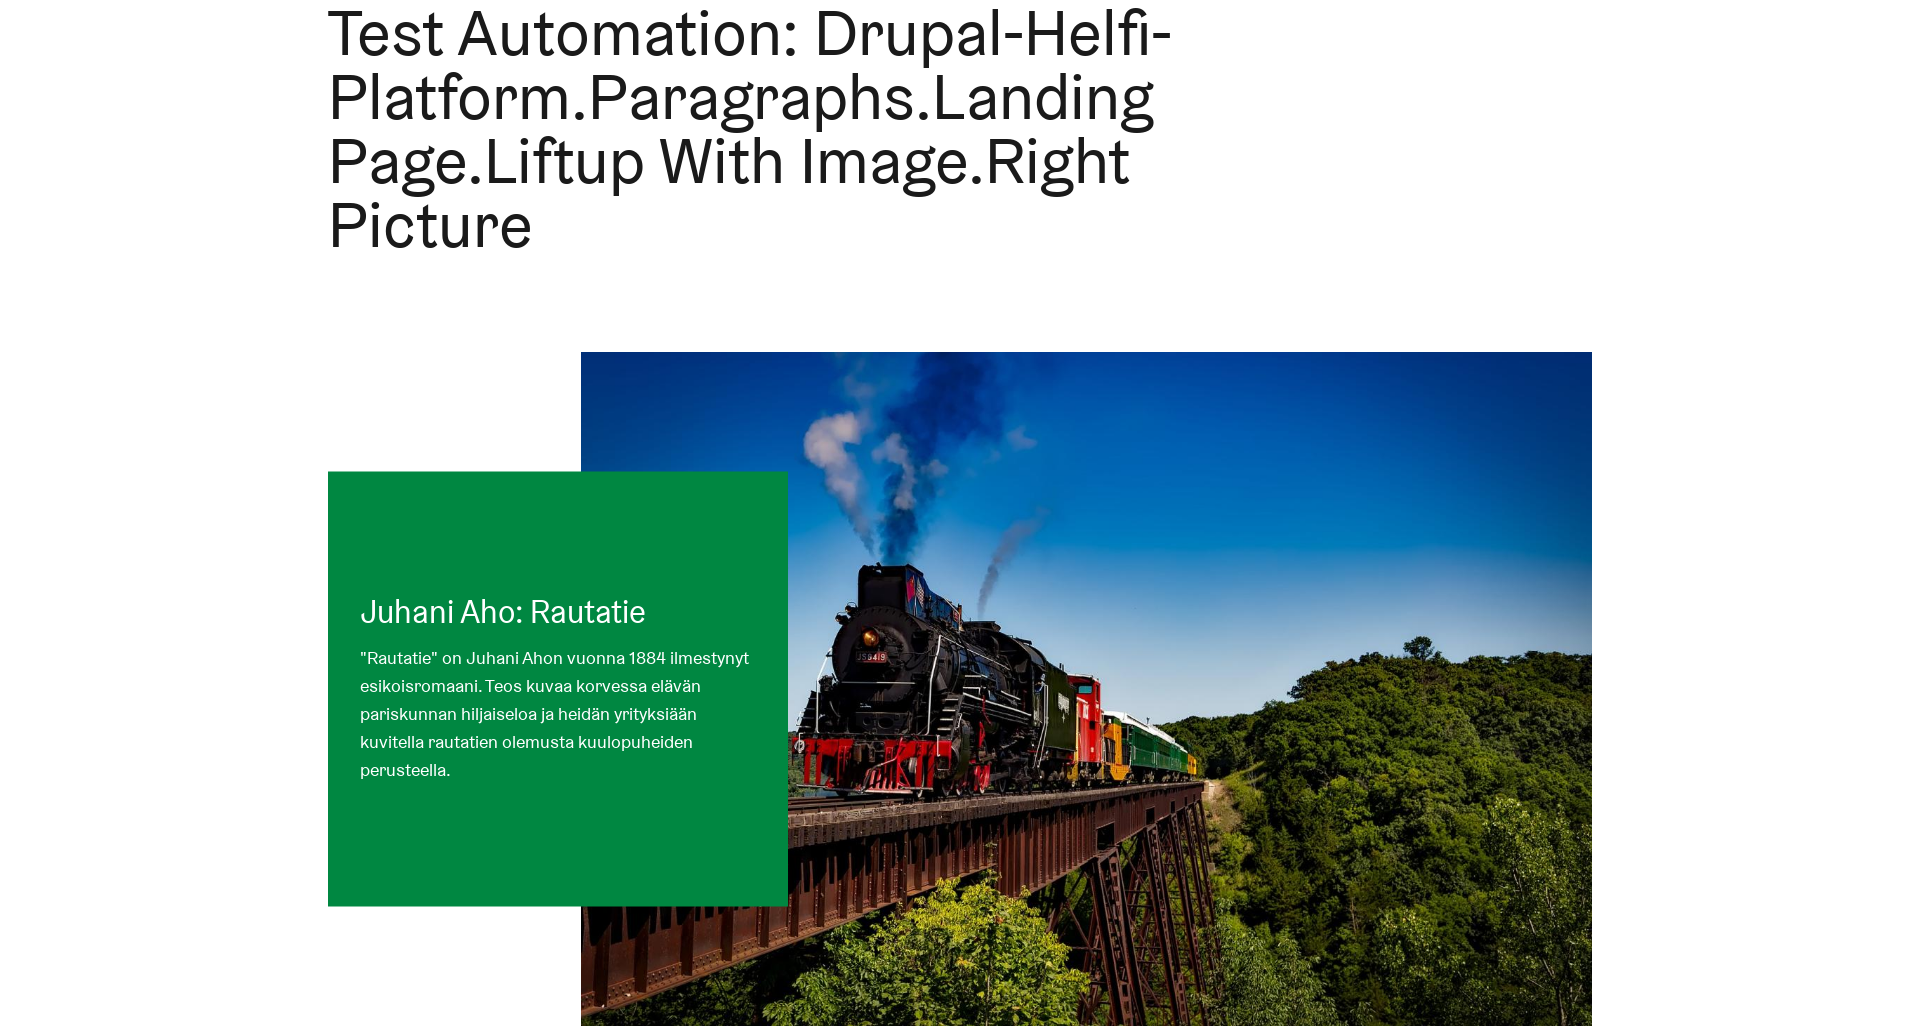 Test Automation: Drupal-Helfi-
Platform.Paragraphs.Landing
Page.Liftup With Image.Right
Picture
Juhani Aho: Rautatie
"Rautatie" on Juhani Ahon vuonna 1884 ilmestynyt
esikoisromaani. Teos kuvaa korvessa elävän
pariskunnan hiljaiseloa ja heidän yrityksiään
kuvitella rautatien olemusta kuulopuheiden
perusteella.